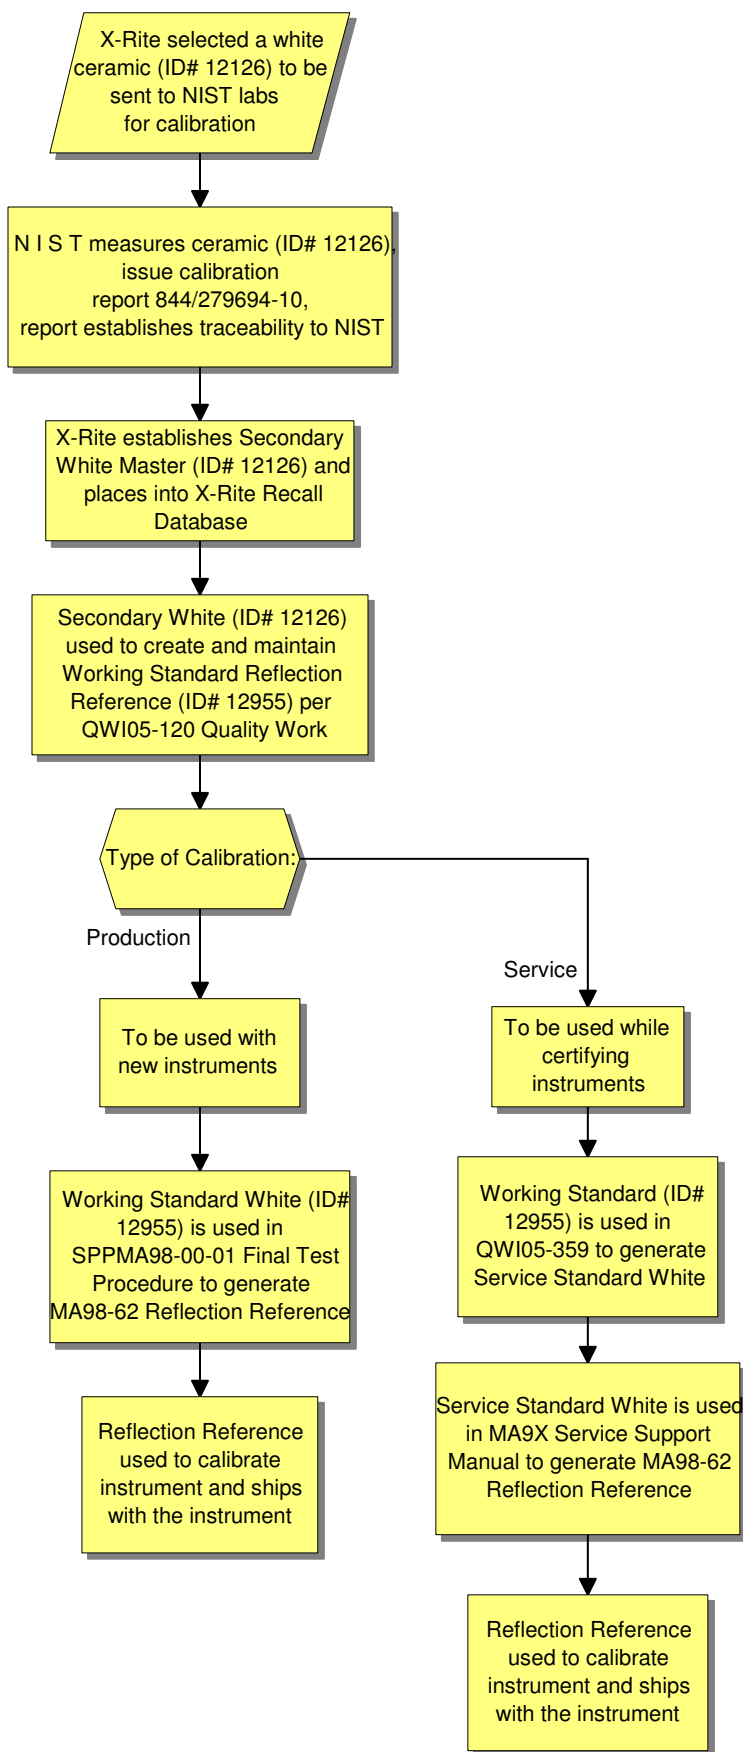 X-Rite selected a white
ceramic (ID# 12126) to be
sent to NIST labs
for calibration
N I S T measures ceramic (ID# 12126),
issue calibration
report 844/279694-10,
report establishes traceability to NIST
X-Rite establishes Secondary
White Master (ID# 12126) and
places into X-Rite Recall
Database
Secondary White (ID# 12126)
used to create and maintain
Working Standard Reflection
Reference (ID# 12955) per
QWI05-120 Quality Work
Type of Calibration:
Production
Service
To be used with
new instruments
To be used while
certifying
instruments
Working Standard White (ID#
12955) is used in
SPPMA98-00-01 Final Test
Procedure to generate
MA98-62 Reflection Reference
Working Standard (ID#
12955) is used in
QWI05-359 to generate
Service Standard White
Reflection Reference
used to calibrate
instrument and ships
with the instrument
Service Standard White is used
in MA9X Service Support
Manual to generate MA98-62
Reflection Reference
Reflection Reference
used to calibrate
instrument and ships
with the instrument